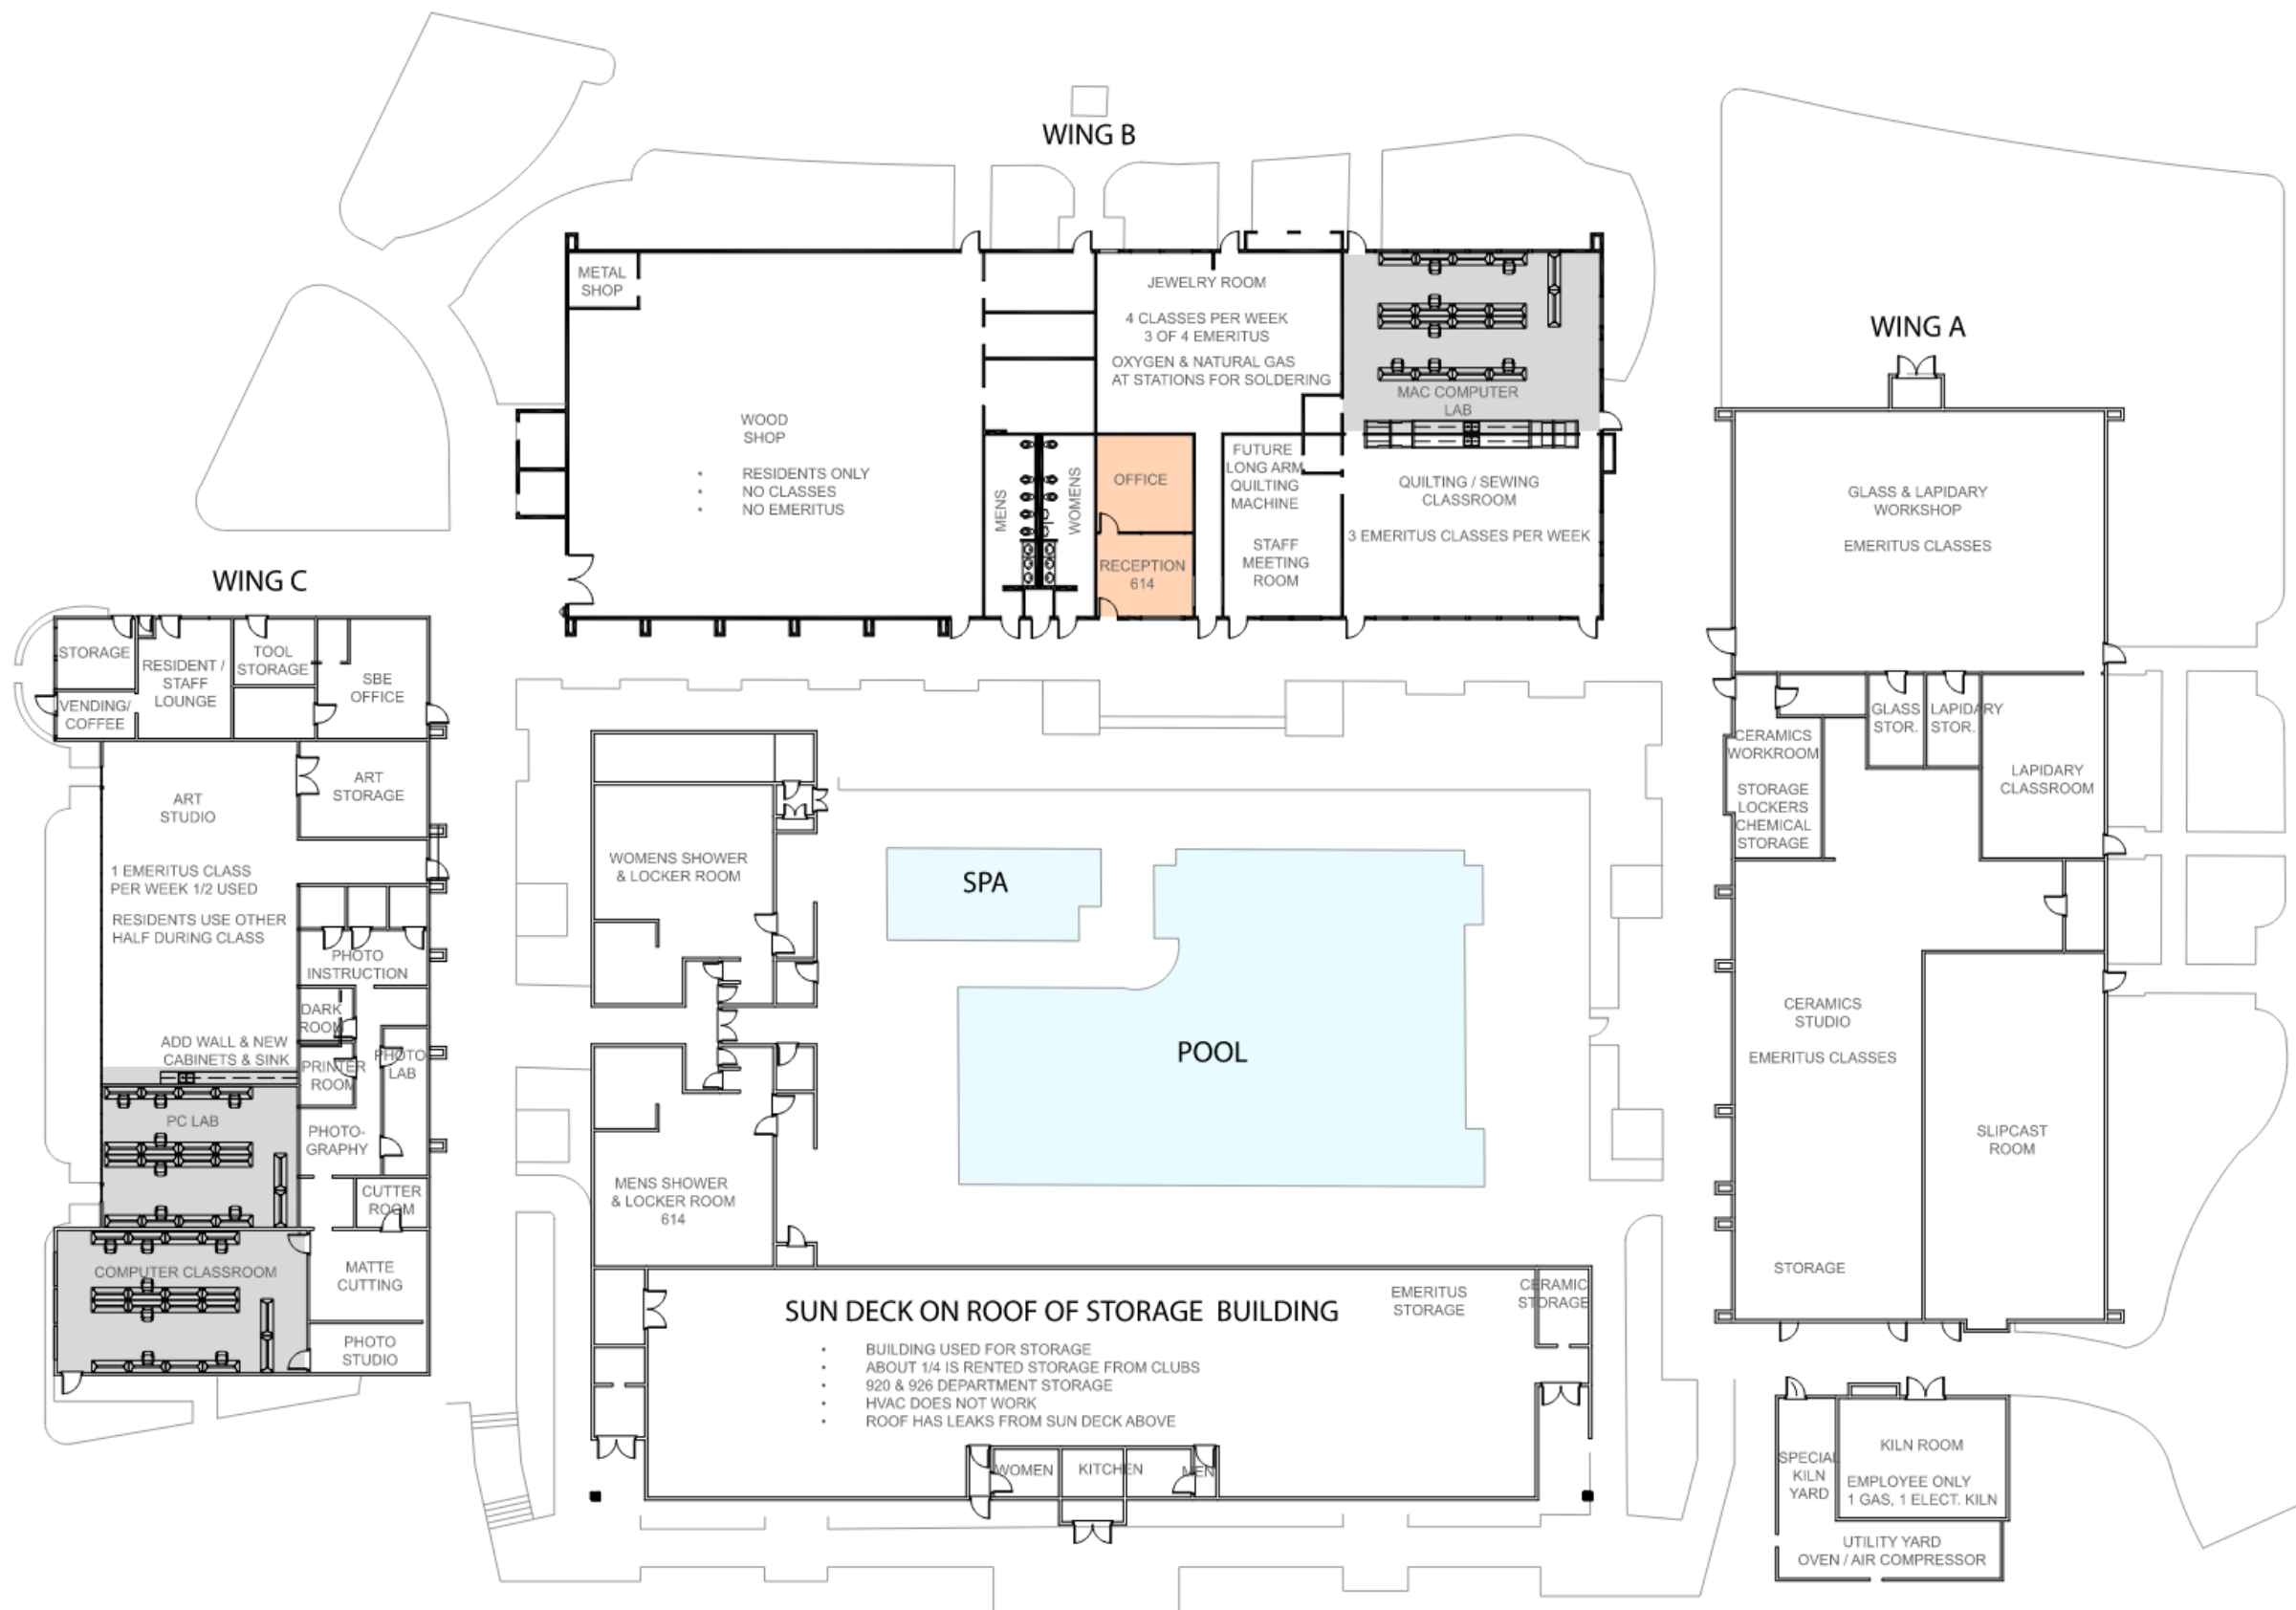 WING B
METAL
SHOP
WOOD
SHOP
• RESIDENTS ONLY
• NO CLASSES
• NO EMERITUS
JEWELRY ROOM
4 CLASSES PER WEEK
3 OF 4 EMERITUS
OXYGEN & NATURAL GAS
AT STATIONS FOR SOLDERING
MAC COMPUTER
LAB
MENS
WOMENS
OFFICE
RECEPTION
614
FUTURE
LONG ARM
QUILTING
MACHINE
STAFF
MEETING
ROOM
QUILTING / SEWING
CLASSROOM
3 EMERITUS CLASSES PER WEEK
WING A
GLASS & LAPIDARY
WORKSHOP
EMERITUS CLASSES
GLASS
STOR.
LAPIDARY
STOR.
CERAMICS
WORKROOM
STORAGE
LOCKERS
CHEMICAL
STORAGE
LAPIDARY
CLASSROOM
CERAMICS
STUDIO
EMERITUS CLASSES
SLIPCAST
ROOM
STORAGE
SPECIAL
KILN
YARD
KILN ROOM
EMPLOYEE ONLY
1 GAS, 1 ELECT. KILN
UTILITY YARD
OVEN / AIR COMPRESSOR
WING C
STORAGE
VENDING/
COFFEE
RESIDENT /
STAFF
LOUNGE
TOOL
STORAGE
SBE
OFFICE
ART
STUDIO
ART
STORAGE
1 EMERITUS CLASS
PER WEEK 1/2 USED
RESIDENTS USE OTHER
HALF DURING CLASS
PHOTO
INSTRUCTION
DARK
ROOM
ADD WALL & NEW
CABINETS & SINK
PRINTER
ROOM
PHOTO
LAB
PC LAB
PHOTO-
GRAPHY
CUTTER
ROOM
COMPUTER CLASSROOM
MATTE
CUTTING
PHOTO
STUDIO
WOMENS SHOWER
& LOCKER ROOM
SPA
POOL
MENS SHOWER
& LOCKER ROOM
614
SUN DECK ON ROOF OF STORAGE BUILDING
• BUILDING USED FOR STORAGE
• ABOUT 1/4 IS RENTED STORAGE FROM CLUBS
• 920 & 926 DEPARTMENT STORAGE
• HVAC DOES NOT WORK
• ROOF HAS LEAKS FROM SUN DECK ABOVE
EMERITUS
STORAGE
CERAMIC
STORAGE
WOMEN
KITCHEN
MEN